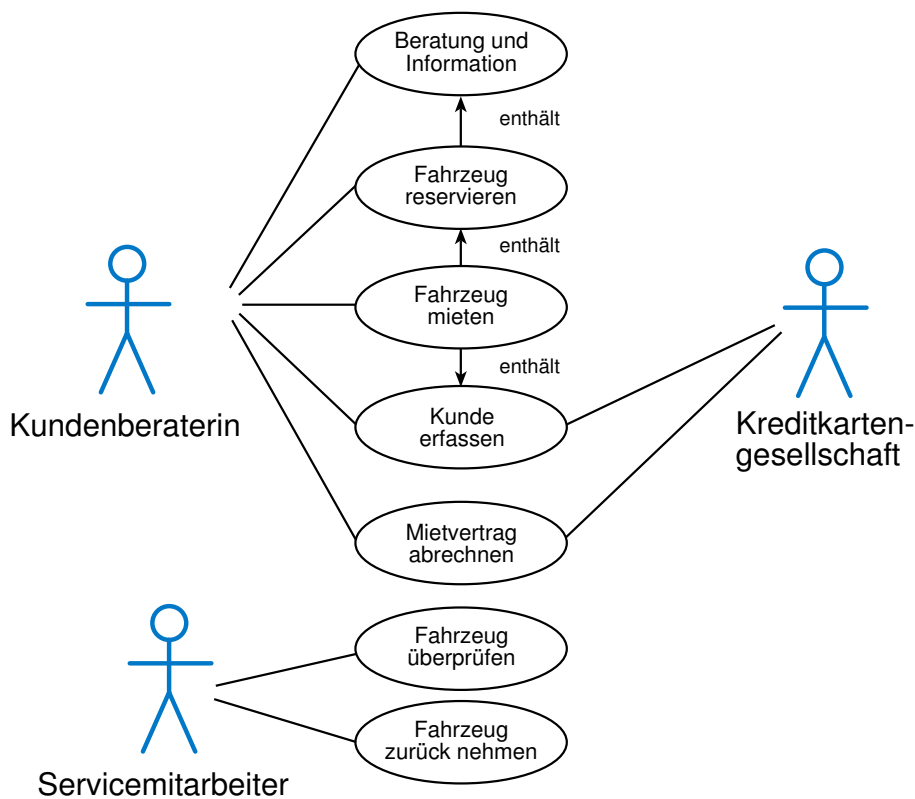 Beratung und
Information
enthält
Fahrzeug
reservieren
enthält
Fahrzeug
mieten
enthält
Kundenberaterin
Kunde
erfassen
Kreditkarten-
gesellschaft
Mietvertrag
abrechnen
Fahrzeug
überprüfen
Fahrzeug
zurück nehmen
Servicemitarbeiter